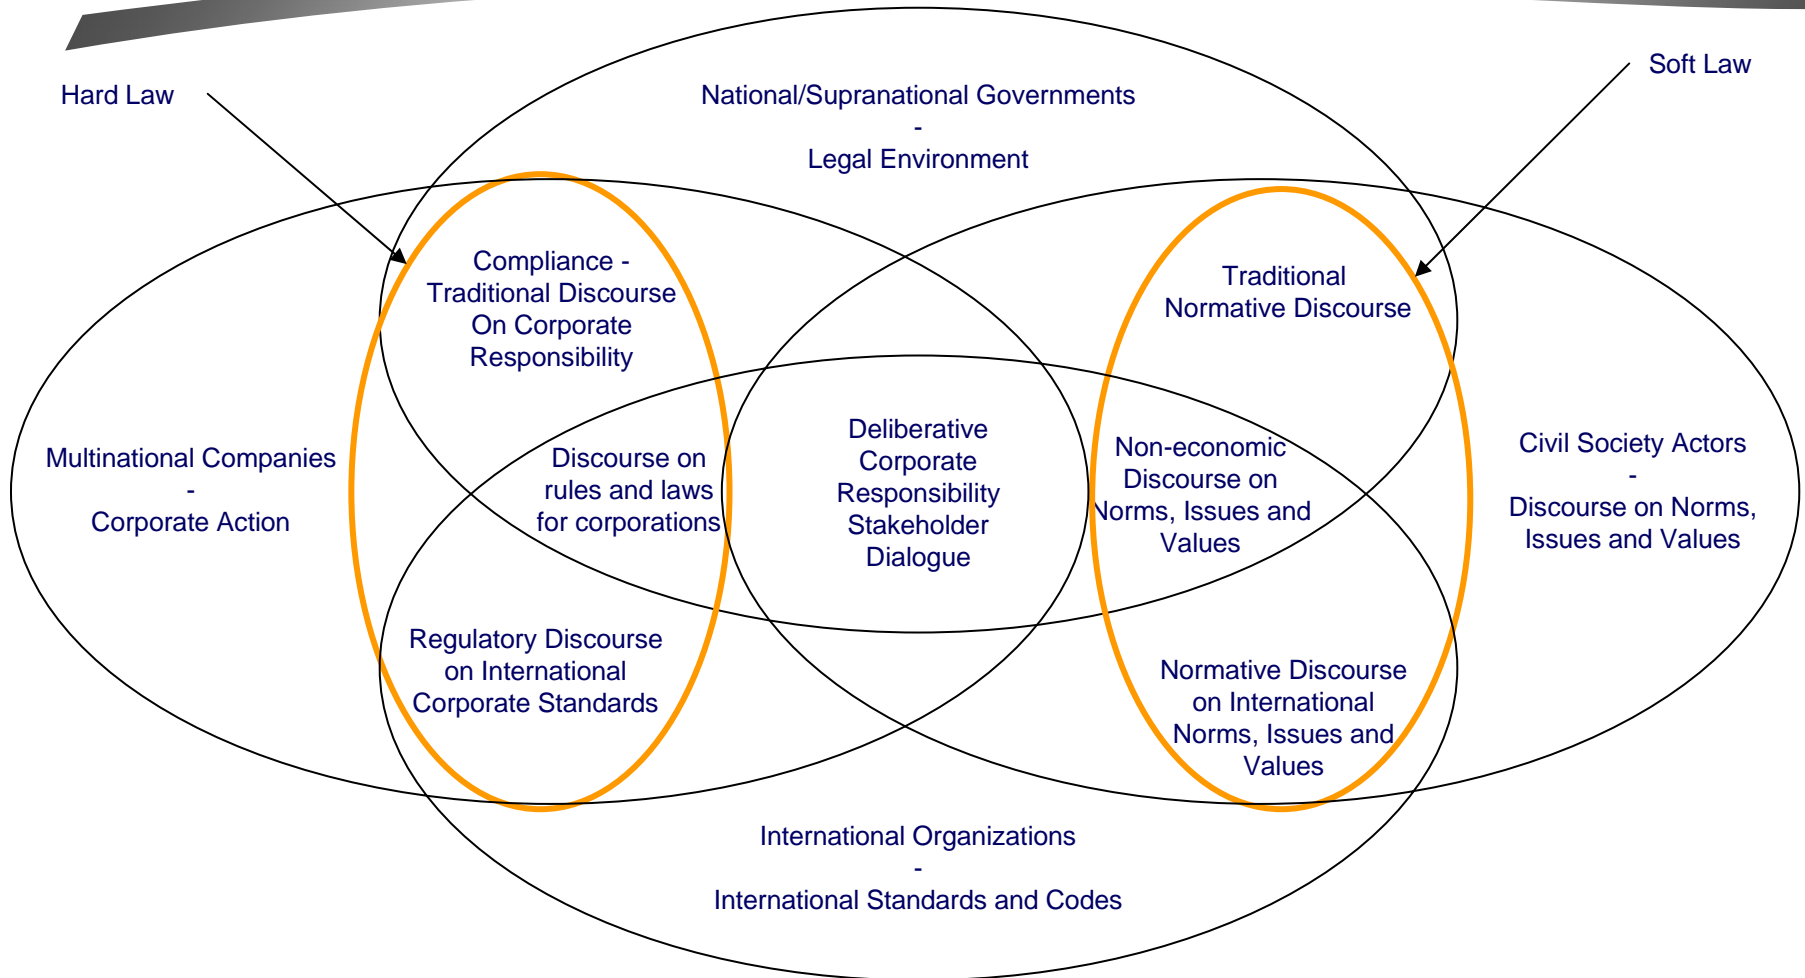 Hard Law
Soft Law
National/Supranational Governments
-
Legal Environment
Compliance -
Traditional Discourse
On Corporate
Responsibility
Traditional
Normative Discourse
Multinational Companies
-
Corporate Action
Discourse on
rules and laws
for corporations
Deliberative
Corporate
Responsibility
Stakeholder
Dialogue
Non-economic
Discourse on
Norms, Issues and
Values
Civil Society Actors
-
Discourse on Norms,
Issues and Values
Regulatory Discourse
on International
Corporate Standards
Normative Discourse
on International
Norms, Issues and
Values
International Organizations
-
International Standards and Codes